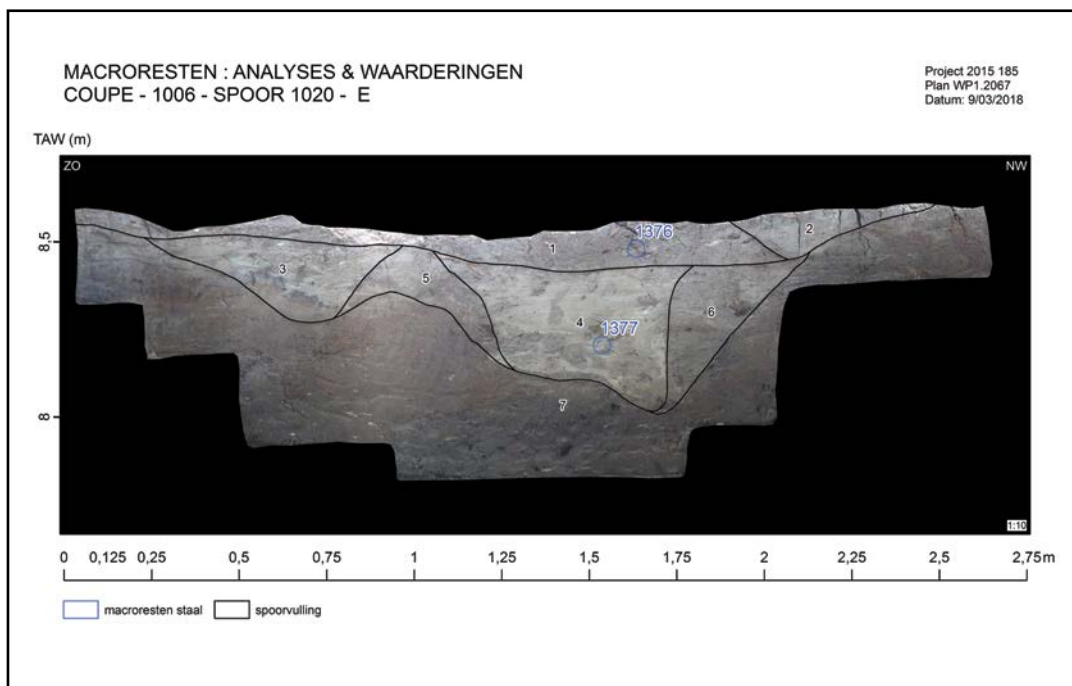 MACRORESTEN : ANALYSES & WAARDERINGEN
COUPE - 1006 - SPOOR 1020 - E
Project 2015 185
Plan WP1.2067
Datum: 9/03/2018
TAW (m)
ZO
NW
8,5
8
1
1376
2
3
5
4
1377
6
7
1:10
0 0,125 0,25 0,5 0,75 1 1,25 1,5 1,75 2 2,25 2,5 2,75 m
macroresten staal
spoorvulling